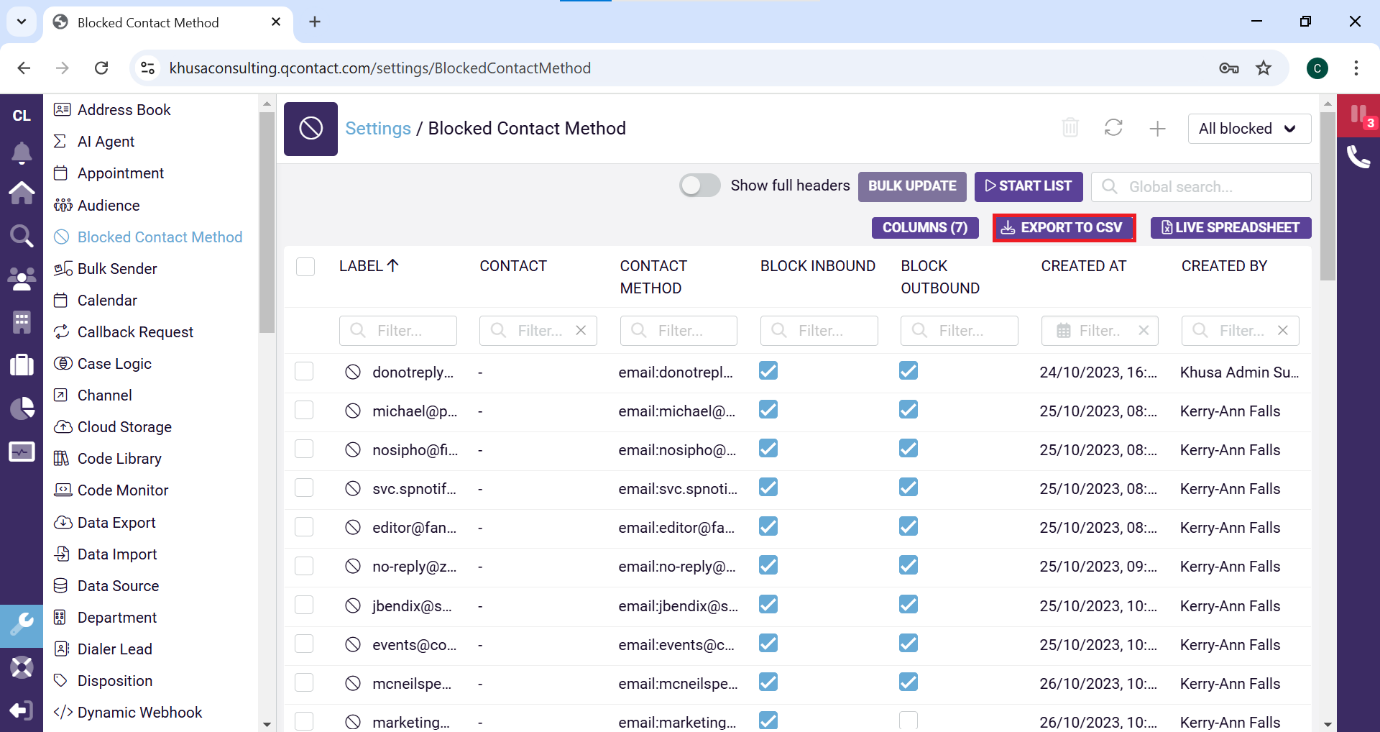 Blocked Contact Method
khusaconsulting.qcontact.com/settings/BlockedContactMethod
C
CL
3
Address Book
AI Agent
Appointment
Audience
Blocked Contact Method
Bulk Sender
Calendar
Callback Request
Case Logic
Channel
Cloud Storage
Code Library
Code Monitor
Data Export
Data Import
Data Source
Department
Dialer Lead
Disposition
</> Dynamic Webhook
Settings / Blocked Contact Method
All blocked
Show full headers BULK UPDATE START LIST Global search...
COLUMNS (7) EXPORT TO CSV LIVE SPREADSHEET
LABEL CONTACT CONTACT METHOD BLOCK INBOUND BLOCK OUTBOUND CREATED AT CREATED BY
Filter... Filter... Filter... Filter... Filter... Filter.. Filter...
donotreply... - email:donotrepl... 24/10/2023, 16:... Khusa Admin Su...
michael@p... - email:michael@... 25/10/2023, 08:... Kerry-Ann Falls
nosipho@fi... - email:nosipho@... 25/10/2023, 08:... Kerry-Ann Falls
svc.spnotif... - email:svc.spnoti... 25/10/2023, 08:... Kerry-Ann Falls
editor@fan... - email:editor@fa... 25/10/2023, 08:... Kerry-Ann Falls
no-reply@z... - email:no-reply@... 25/10/2023, 09:... Kerry-Ann Falls
jbendix@s... - email:jbendix@s... 25/10/2023, 10:... Kerry-Ann Falls
events@co... - email:events@c... 25/10/2023, 10:... Kerry-Ann Falls
mcneilspe... - email:mcneilspe... 26/10/2023, 10:... Kerry-Ann Falls
marketing... - email:marketing... 26/10/2023, 10:... Kerry-Ann Falls